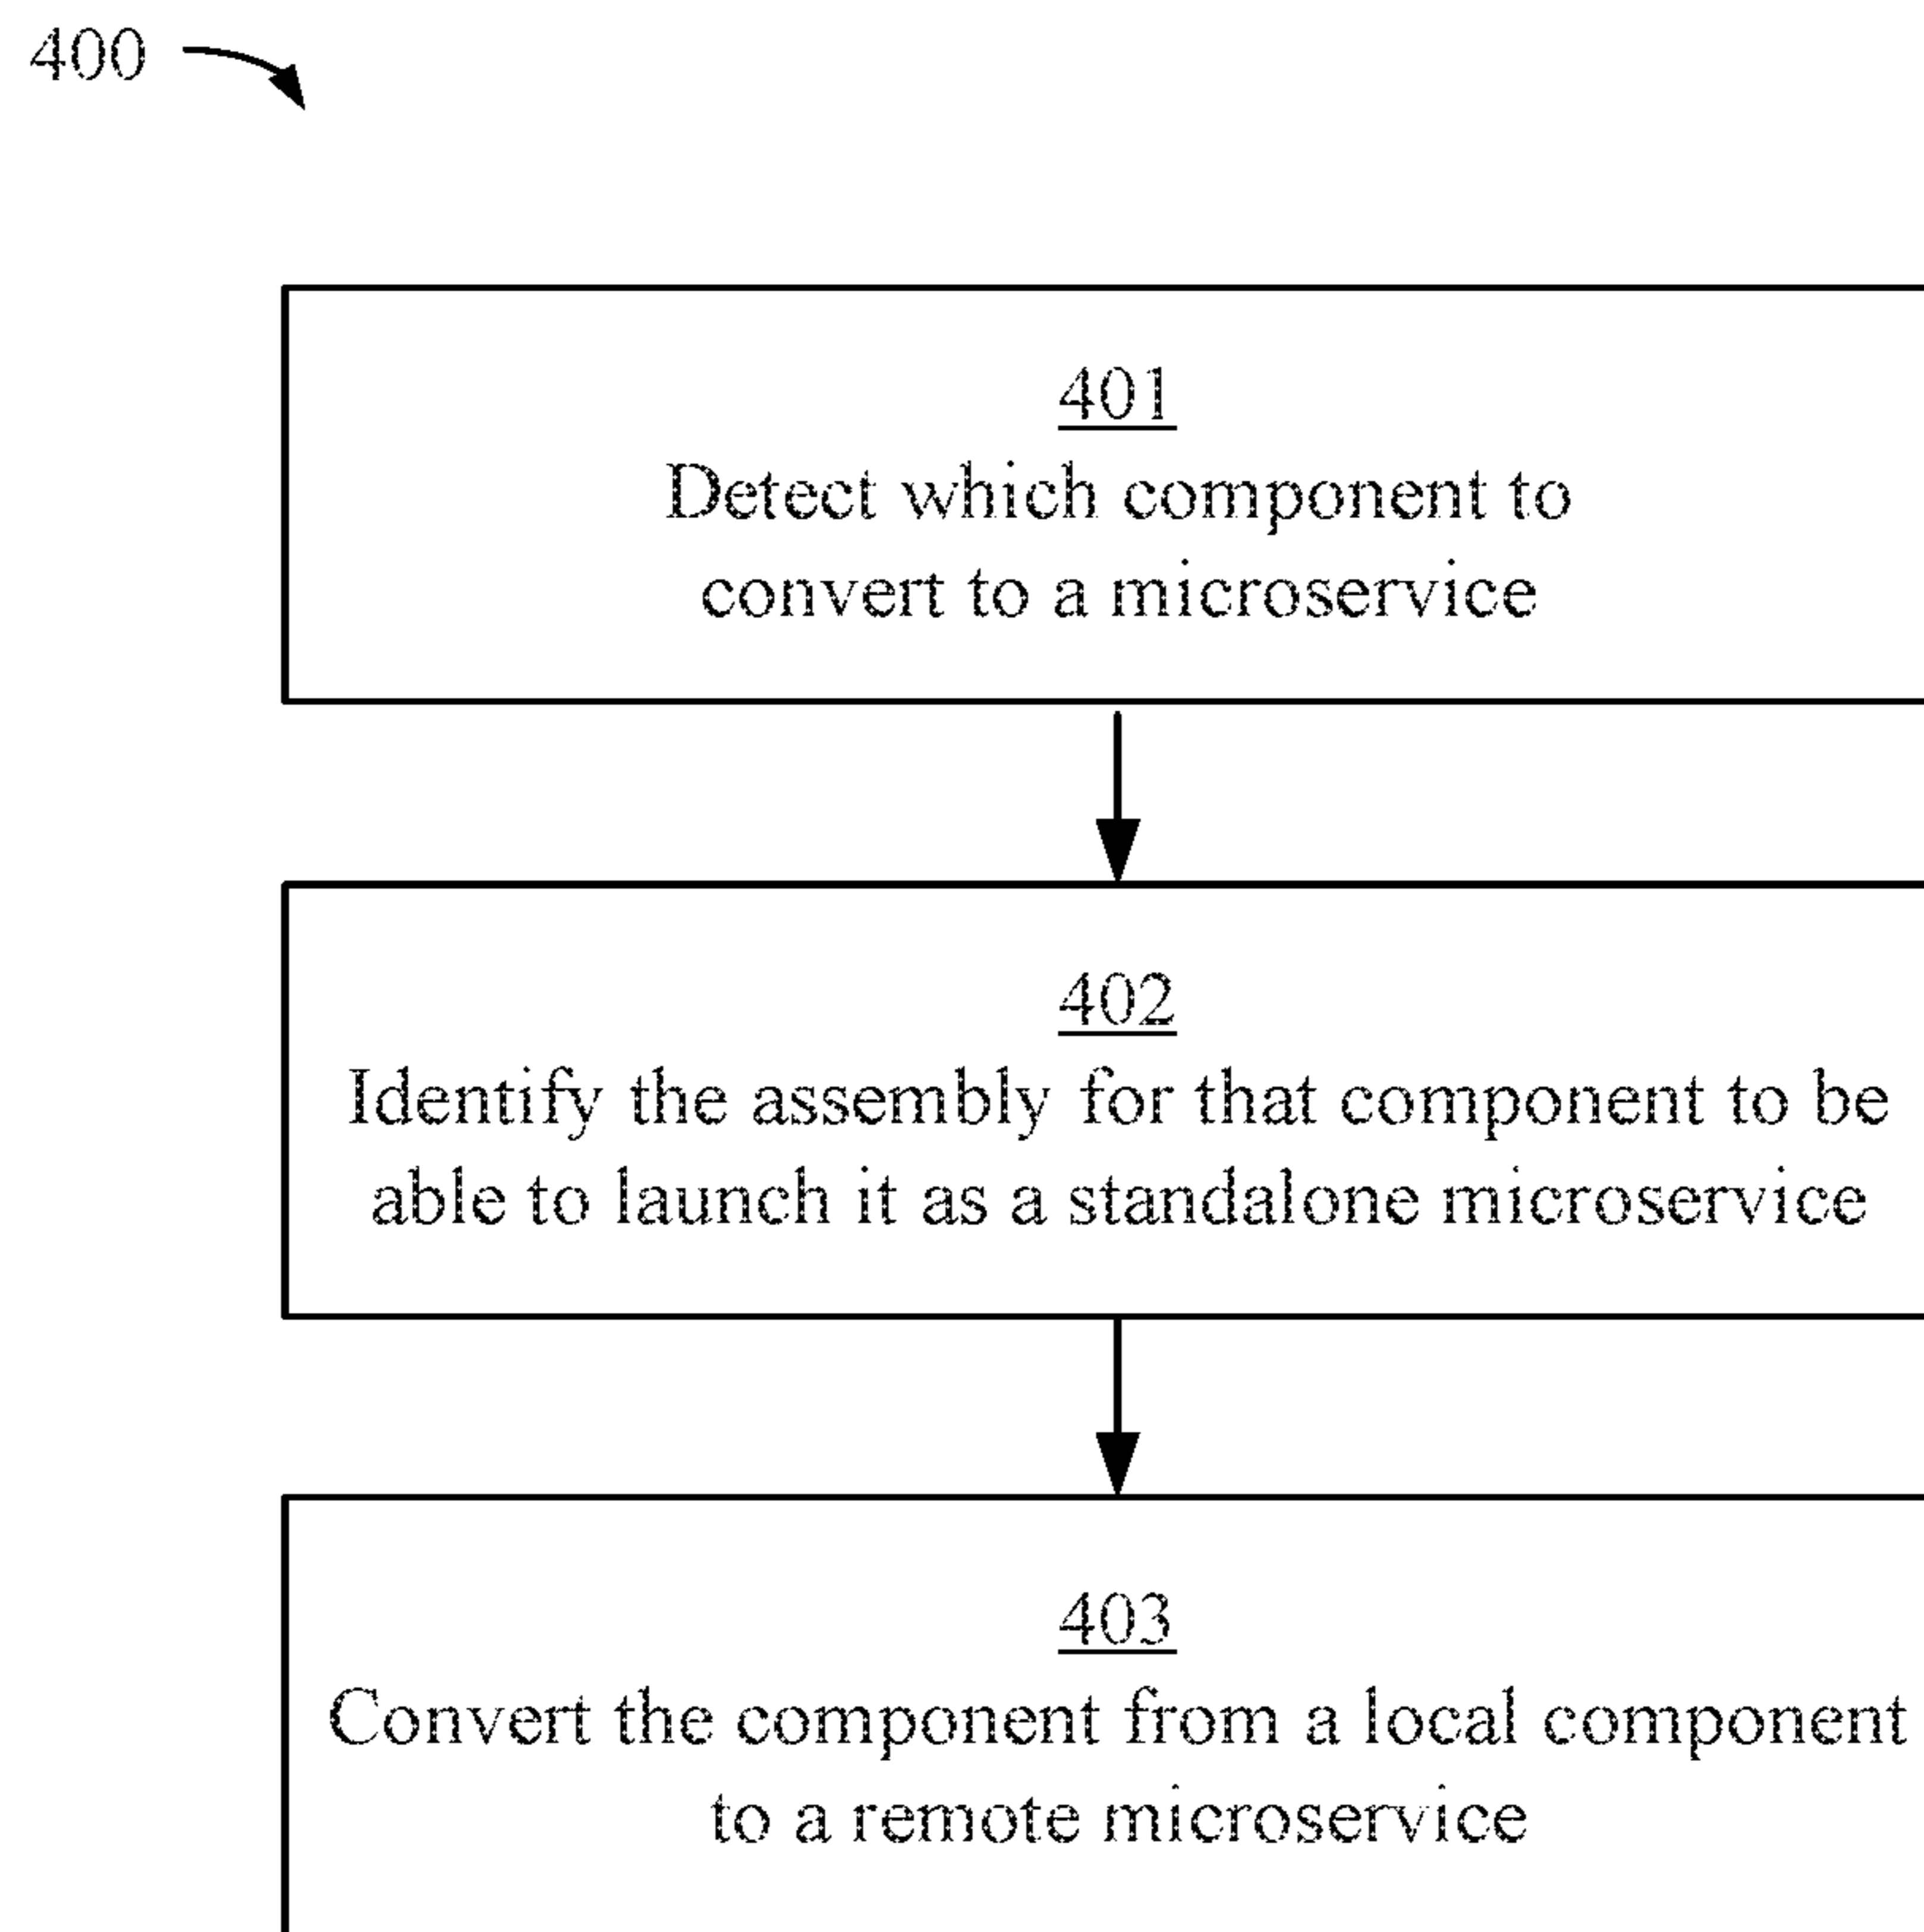 400
401
Detect which component to
convert to a microservice
402
Identify the assembly for that component to be
able to launch it as a standalone microservice
403
Convert the component from a local component
to a remote microservice